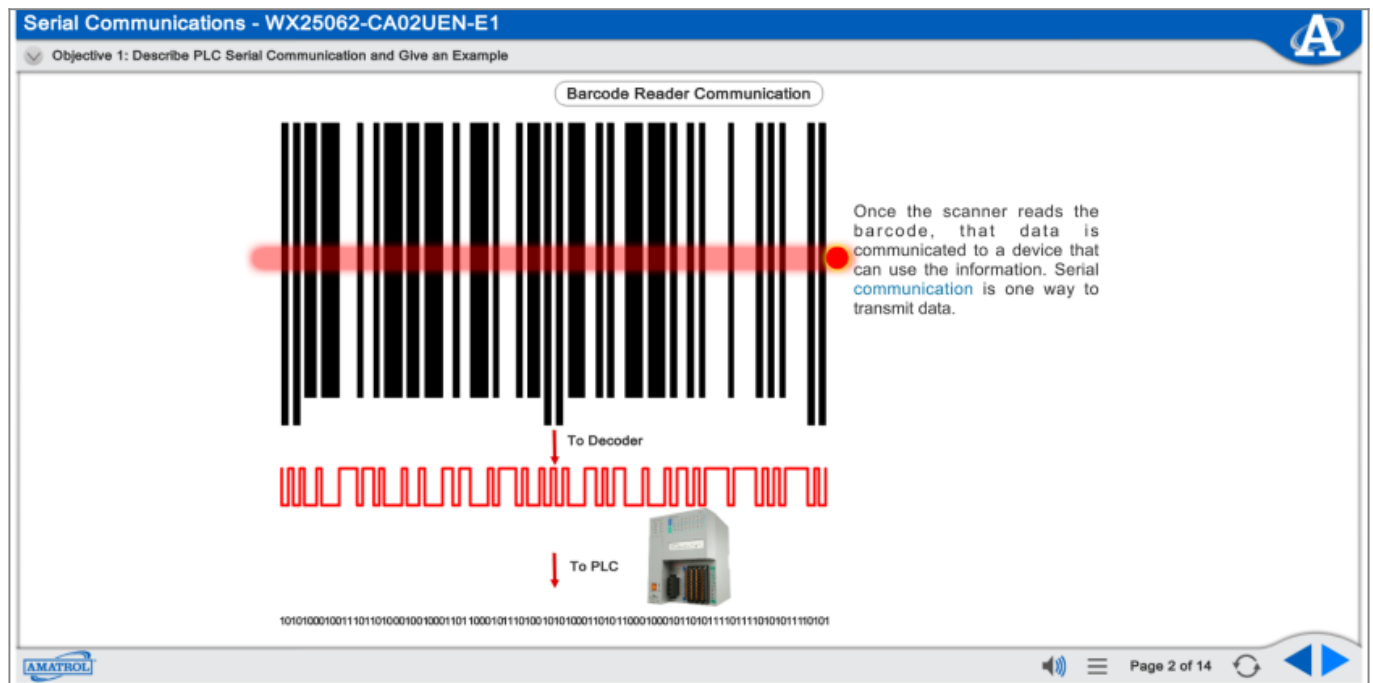 Serial Communications - WX25062-CA02UEN-E1
Objective 1: Describe PLC Serial Communication and Give an Example
Barcode Reader Communication
Once the scanner reads the
barcode, that data is
communicated to a device that
can use the information. Serial
communication is one way to
transmit data.
To Decoder
To PLC
AMATROL
Page 2 of 14